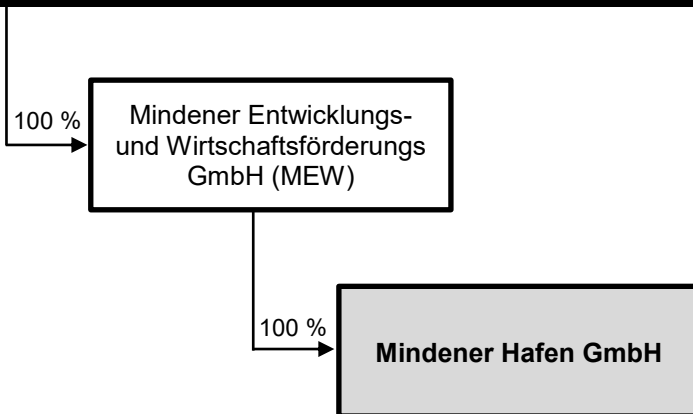 100 %
Mindener Entwicklungs-
und Wirtschaftsförderungs
GmbH (MEW)
100 %
Mindener Hafen GmbH